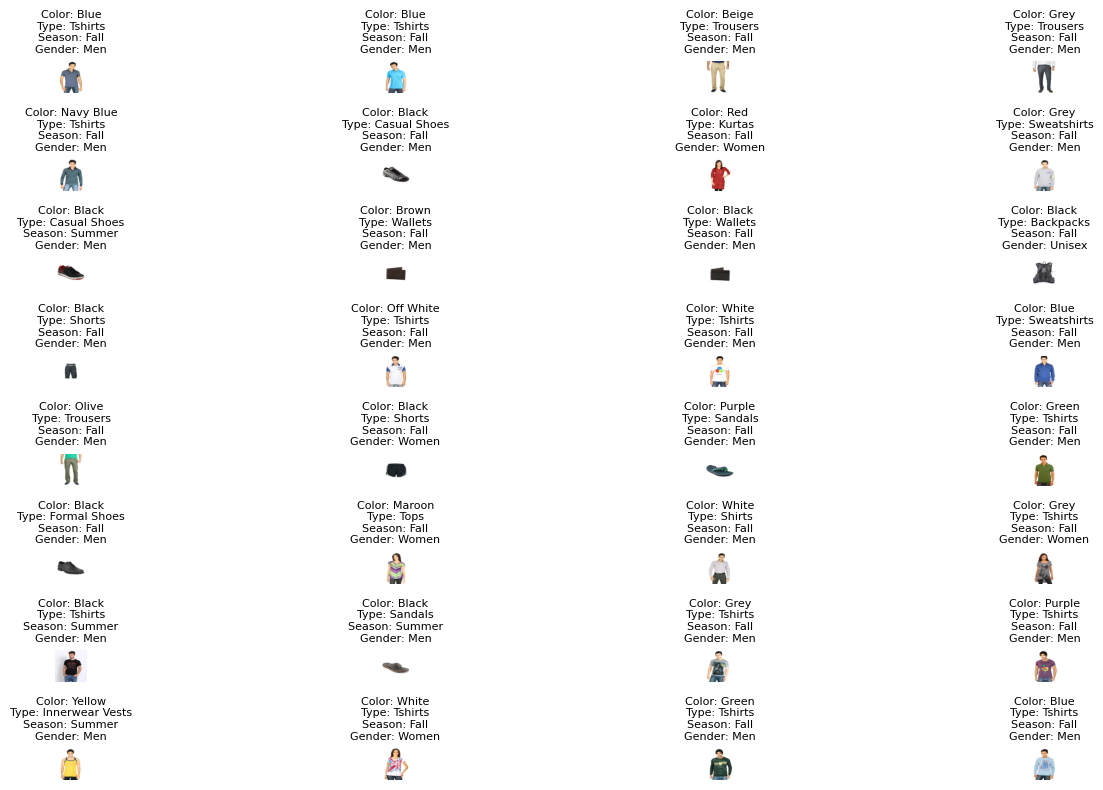 Color: Blue
Type: Tshirts
Season: Fall
Gender: Men
Color: Blue
Type: Tshirts
Season: Fall
Gender: Men
Color: Beige
Type: Trousers
Season: Fall
Gender: Men
Color: Grey
Type: Trousers
Season: Fall
Gender: Men
Color: Navy Blue
Type: Tshirts
Season: Fall
Gender: Men
Color: Black
Type: Casual Shoes
Season: Fall
Gender: Men
Color: Red
Type: Kurtas
Season: Fall
Gender: Women
Color: Grey
Type: Sweatshirts
Season: Fall
Gender: Men
Color: Black
Type: Casual Shoes
Season: Summer
Gender: Men
Color: Brown
Type: Wallets
Season: Fall
Gender: Men
Color: Black
Type: Wallets
Season: Fall
Gender: Men
Color: Black
Type: Backpacks
Season: Fall
Gender: Unisex
Color: Black
Type: Shorts
Season: Fall
Gender: Men
Color: Off White
Type: Tshirts
Season: Fall
Gender: Men
Color: White
Type: Tshirts
Season: Fall
Gender: Men
Color: Blue
Type: Sweatshirts
Season: Fall
Gender: Men
Color: Olive
Type: Trousers
Season: Fall
Gender: Men
Color: Black
Type: Shorts
Season: Fall
Gender: Women
Color: Purple
Type: Sandals
Season: Fall
Gender: Men
Color: Green
Type: Tshirts
Season: Fall
Gender: Men
Color: Black
Type: Formal Shoes
Season: Fall
Gender: Men
Color: Maroon
Type: Tops
Season: Fall
Gender: Women
Color: White
Type: Shirts
Season: Fall
Gender: Men
Color: Grey
Type: Tshirts
Season: Fall
Gender: Women
Color: Black
Type: Tshirts
Season: Summer
Gender: Men
Color: Black
Type: Sandals
Season: Summer
Gender: Men
Color: Grey
Type: Tshirts
Season: Fall
Gender: Men
Color: Purple
Type: Tshirts
Season: Fall
Gender: Men
Color: Yellow
Type: Innerwear Vests
Season: Summer
Gender: Men
Color: White
Type: Tshirts
Season: Fall
Gender: Women
Color: Green
Type: Tshirts
Season: Fall
Gender: Men
Color: Blue
Type: Tshirts
Season: Fall
Gender: Men